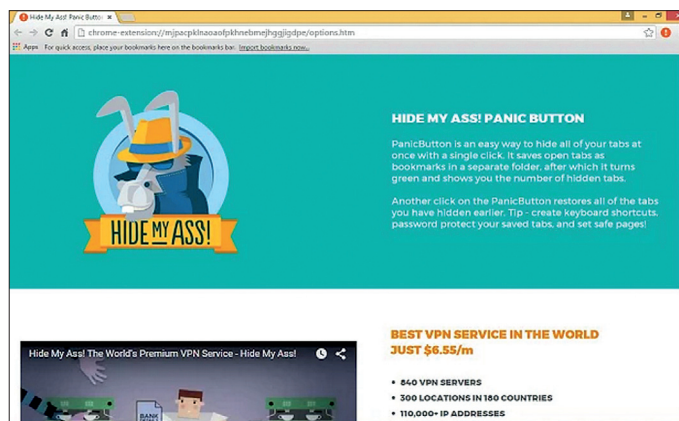 Hide My Ass! Panic Butto
chrome-extension://mjpacpklnaoaofpkhnebmejhggjigdpe/options.htm
Apps For quick access, place your bookmarks here on the bookmarks bar. Import bookmarks now...
HIDE MY ASS! PANIC BUTTON
PanicButton is an easy way to hide all of your tabs at
once with a single click. It saves open tabs as
bookmarks in a separate folder, after which it turns
green and shows you the number of hidden tabs.
Another click on the PanicButton restores all of the tabs
you have hidden earlier. Tip - create keyboard shortcuts,
password protect your saved tabs, and set safe pages!
HIDE MY ASS!
BEST VPN SERVICE IN THE WORLD
JUST $6.55/m
Hide My Ass! The World's Premium VPN Service - Hide My Ass!
BANK
• 840 VPN SERVERS
• 300 LOCATIONS IN 180 COUNTRIES
• 110,000+ IP ADDRESSES